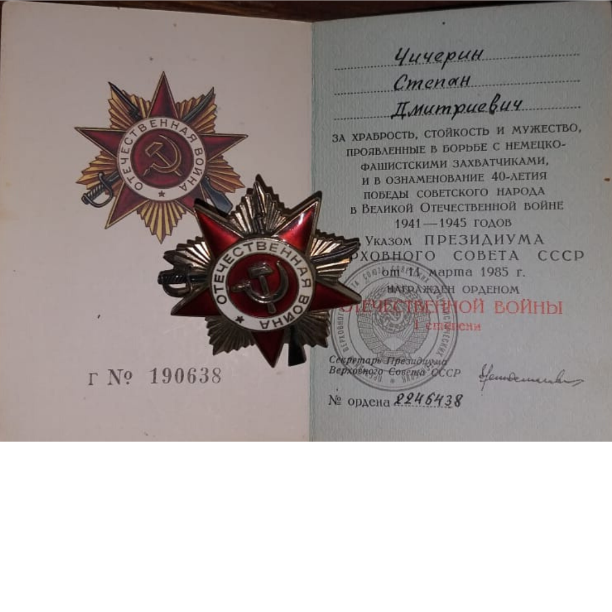 ОТЕЧЕСТВЕННАЯ ВОЙНА
Г № 190638
ОТЕЧЕСТВЕННАЯ ВОЙНА
Чичерин
Степан
Дмитриевич
ЗА ХРАБРОСТЬ, СТОЙКОСТЬ И МУЖЕСТВО,
ПРОЯВЛЕННЫЕ В БОРЬБЕ С НЕМЕЦКО-
ФАШИСТСКИМИ ЗАХВАТЧИКАМИ,
И В ОЗНАМЕНОВАНИЕ 40-ЛЕТИЯ
ПОБЕДЫ СОВЕТСКОГО НАРОДА
В ВЕЛИКОЙ ОТЕЧЕСТВЕННОЙ ВОЙНЕ
1941—1945 ГОДОВ
УКАЗОМ ПРЕЗИДИУМА
РХОВНОГО СОВЕТА СССР
от 11 марта 1985 г.
НАГРАЖДЕН ОРДЕНОМ
ОТЕЧЕСТВЕННОЙ ВОЙНЫ
степени
Секретарь Президиума
Верховного Совета СССР
№ ордена 2246438